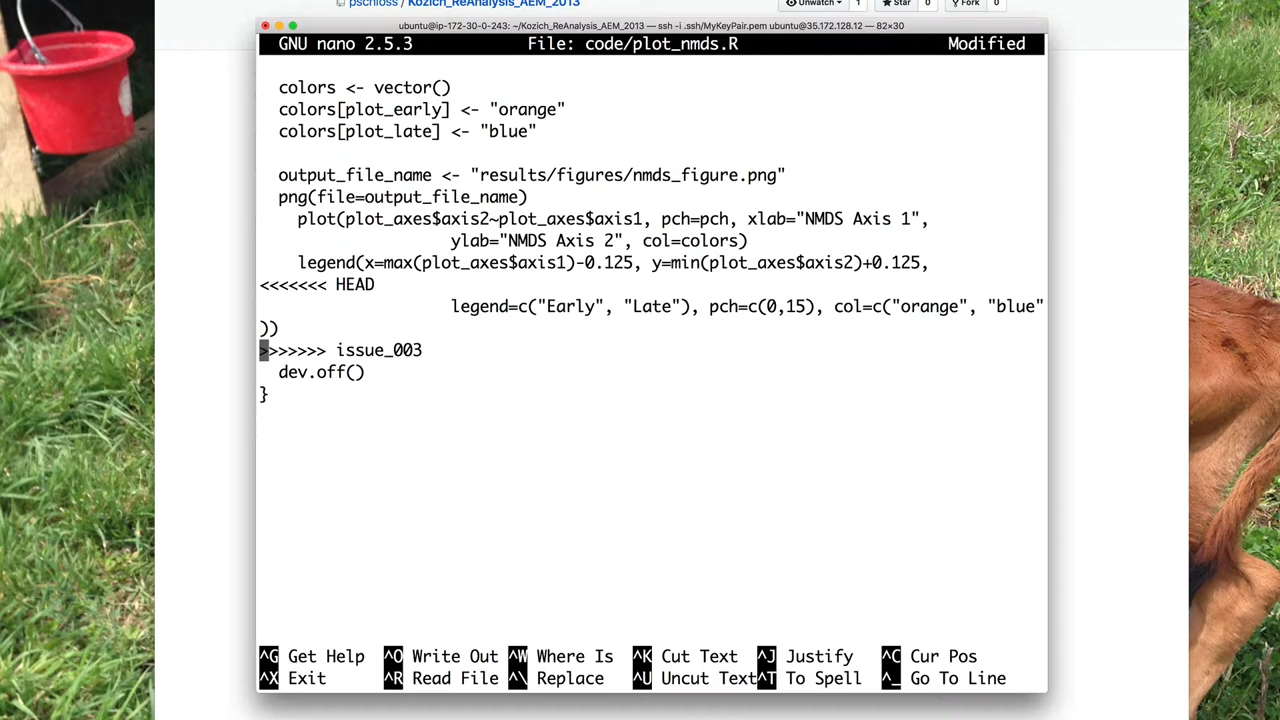 pschloss / Kozich_ReAnalysis_AEM_2013
Unwatch 1 Star 0 Fork 0
ubuntu@ip-172-30-0-243: ~/Kozich_ReAnalysis_AEM_2013 — ssh -i .ssh/MyKeyPair.pem ubuntu@35.172.128.12 — 82×30
GNU nano 2.5.3 File: code/plot_nmds.R Modified
colors <- vector()
colors[plot_early] <- "orange"
colors[plot_late] <- "blue"
output_file_name <- "results/figures/nmds_figure.png"
png(file=output_file_name)
plot(plot_axes$axis2~plot_axes$axis1, pch=pch, xlab="NMDS Axis 1",
ylab="NMDS Axis 2", col=colors)
legend(x=max(plot_axes$axis1)-0.125, y=min(plot_axes$axis2)+0.125,
<<<<<<< HEAD
legend=c("Early", "Late"), pch=c(0,15), col=c("orange", "blue"
))
>>>>>>> issue_003
dev.off()
}
^G Get Help ^O Write Out ^W Where Is ^K Cut Text ^J Justify ^C Cur Pos
^X Exit ^R Read File ^\ Replace ^U Uncut Text ^T To Spell ^_ Go To Line